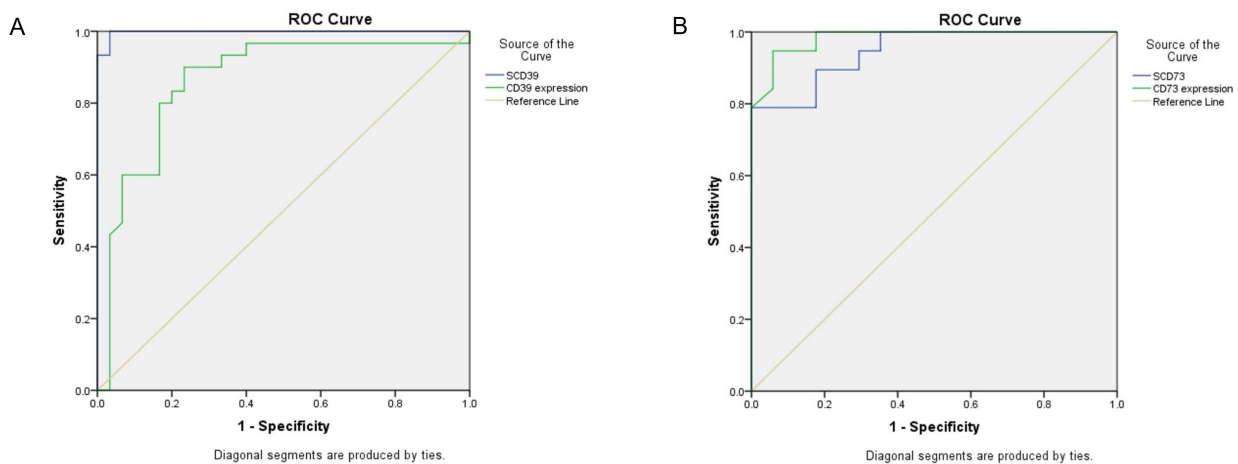 A
ROC Curve
1.0
0.8
0.6
0.4
0.2
0.0
Sensitivity
0.0 0.2 0.4 0.6 0.8 1.0
1 - Specificity
Diagonal segments are produced by ties.
Source of the
Curve
SCD39
CD39 expression
Reference Line
B
ROC Curve
1.0
0.8
0.6
0.4
0.2
0.0
Sensitivity
0.0 0.2 0.4 0.6 0.8 1.0
1 - Specificity
Diagonal segments are produced by ties.
Source of the
Curve
SCD73
CD73 expression
Reference Line